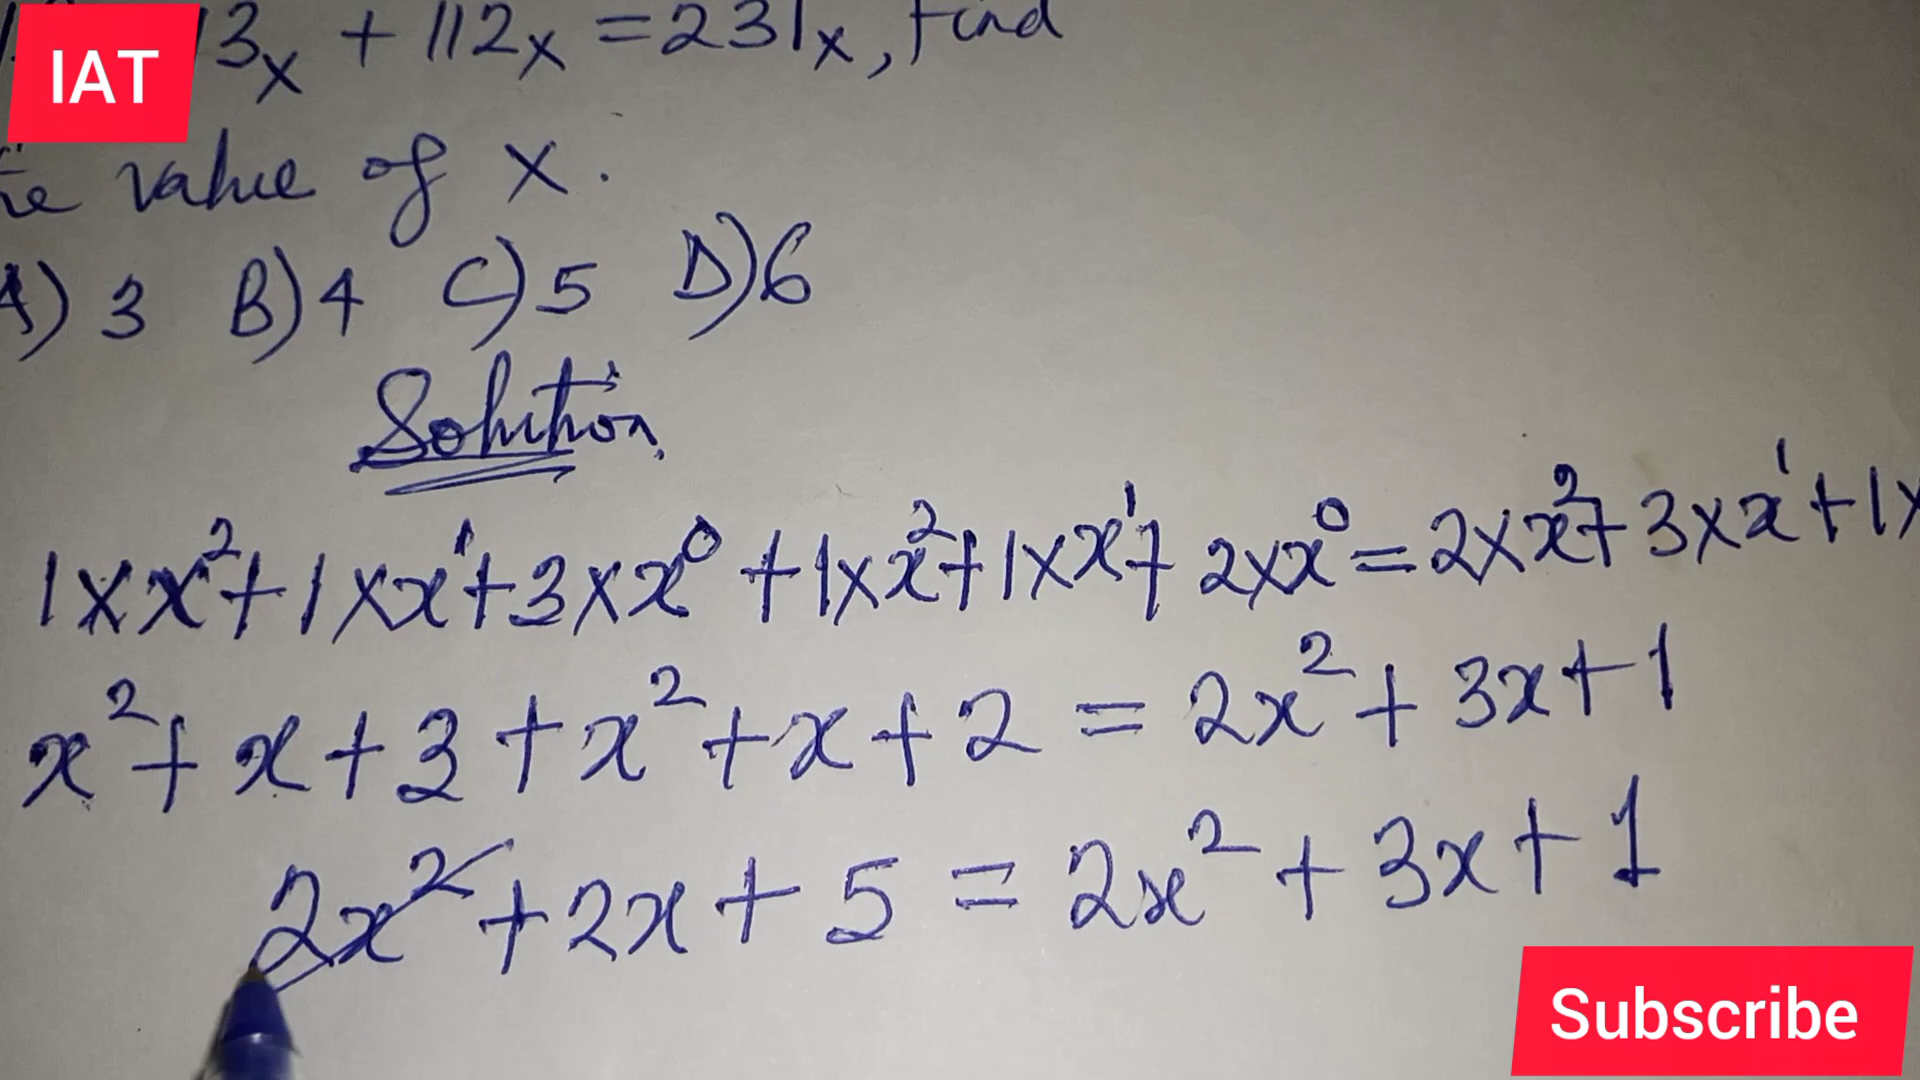 IAT
3ₓ + 112ₓ = 231ₓ, find
value of x.
A) 3 B) 4 C) 5 D) 6
Solution
1×x²+1×x¹+3×x⁰+1×x²+1×x¹+2×x⁰=2×x²+3×x¹+1×
x²+x+3+x²+x+2=2x²+3x+1
2x²+2x+5=2x²+3x+1
Subscribe